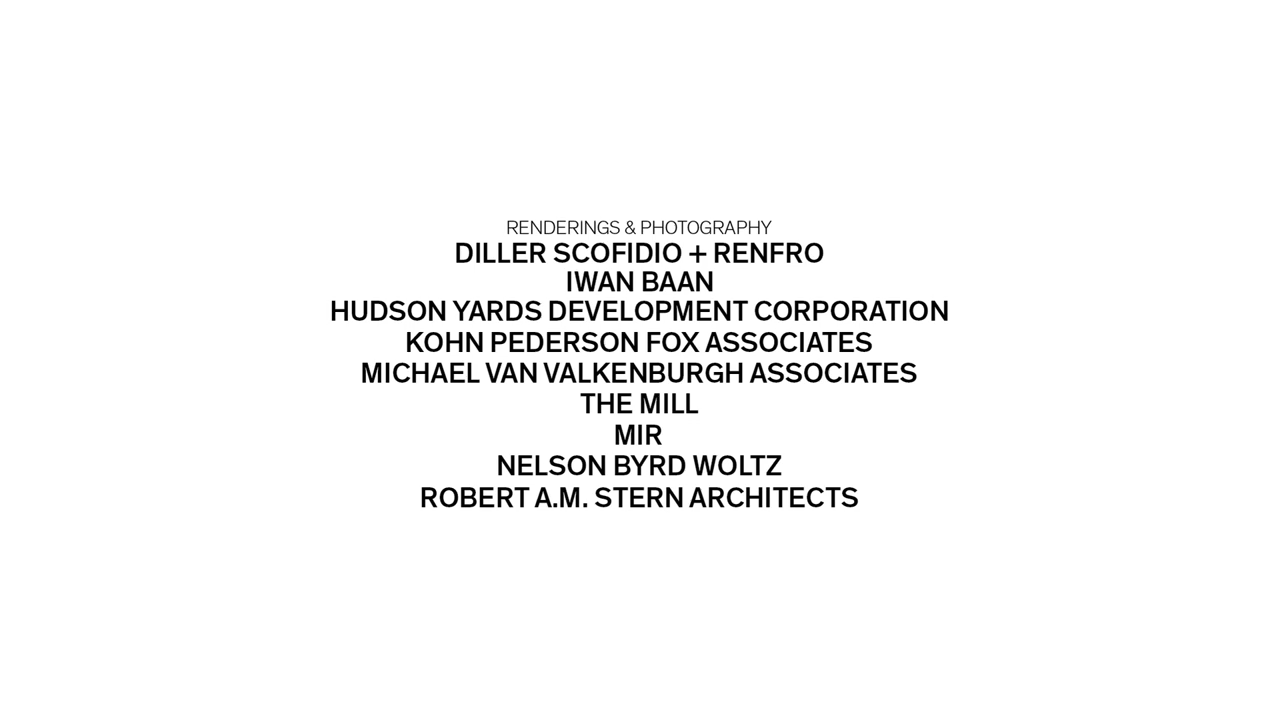 RENDERINGS & PHOTOGRAPHY
DILLER SCOFIDIO + RENFRO
IWAN BAAN
HUDSON YARDS DEVELOPMENT CORPORATION
KOHN PEDERSON FOX ASSOCIATES
MICHAEL VAN VALKENBURGH ASSOCIATES
THE MILL
MIR
NELSON BYRD WOLTZ
ROBERT A.M. STERN ARCHITECTS